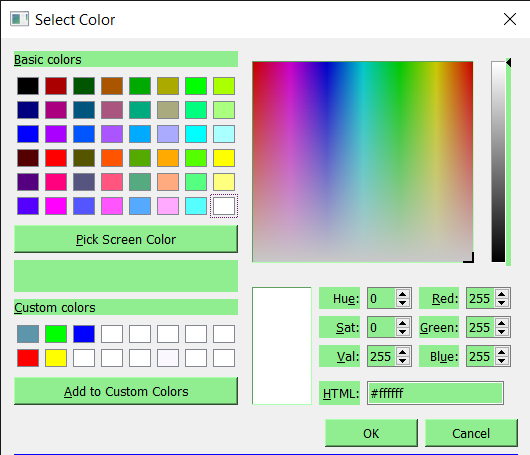 Select Color
Basic colors
Pick Screen Color
Custom colors
Add to Custom Colors
Hue: 0 Red: 255
Sat: 0 Green: 255
Val: 255 Blue: 255
HTML: #ffffff
OK Cancel